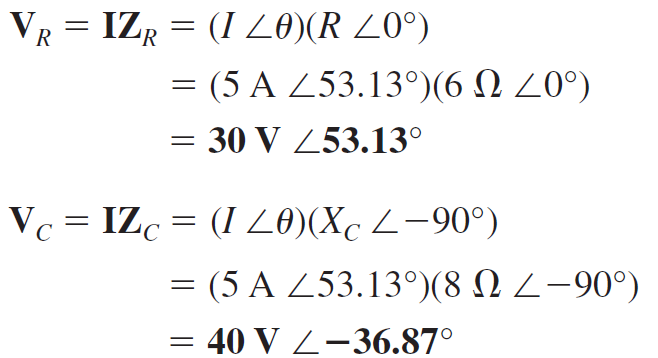 V_R = IZ_R = (I ∠θ)(R ∠0°)
= (5 A ∠53.13°)(6 Ω ∠0°)
= 30 V ∠53.13°
V_C = IZ_C = (I ∠θ)(X_C ∠−90°)
= (5 A ∠53.13°)(8 Ω ∠−90°)
= 40 V ∠−36.87°